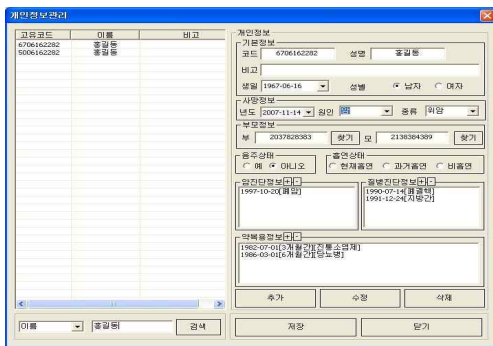 개인정보관리
고유코드 이름 비고
6706162282 홍길동
5006162282 홍길동
이름 홍길동 검색
개인정보
기본정보
코드 6706162282 성명 홍길동
비고
생일 1967-06-16 성별 남자 여자
사망정보
년도 2007-11-14 원인 암 종류 위암
부모정보
부 2037828383 찾기 모 2138384389 찾기
음주상태
예 아니오
흡연상태
현재흡연 과거흡연 비흡연
암진단정보 + -
1997-10-20[폐암]
질병진단정보 + -
1990-07-14[폐결핵]
1991-12-24[지방간]
약복용정보 + -
1982-07-01[3개월간][진통소염제]
1986-03-01[6개월간][당뇨병]
추가 수정 삭제
저장 닫기